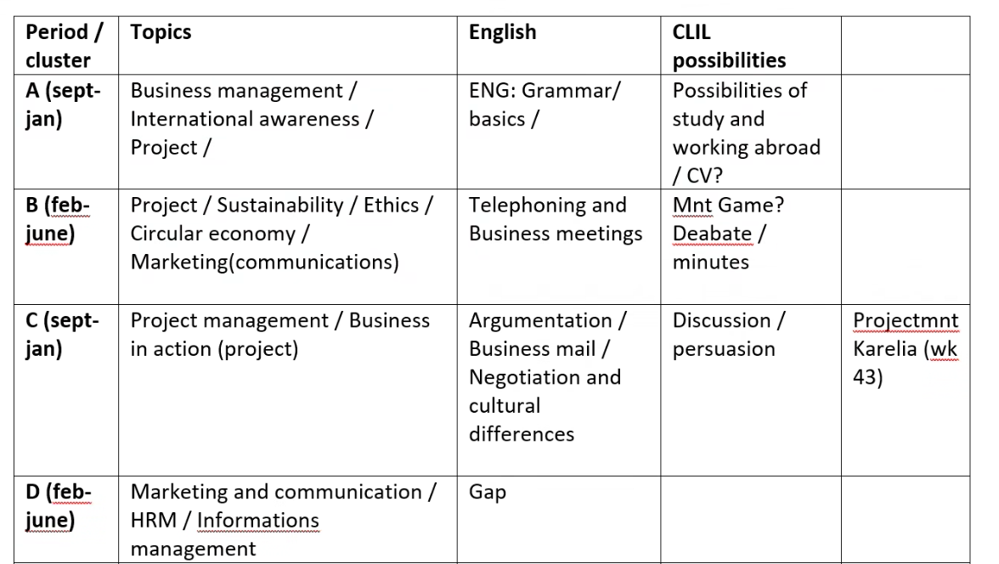 Period / cluster
Topics
English
CLIL possibilities
A (sept-jan)
Business management /
International awareness /
Project /
ENG: Grammar/
basics /
Possibilities of
study and
working abroad
/ CV?
B (feb-june)
Project / Sustainability / Ethics /
Circular economy /
Marketing(communications)
Telephoning and
Business meetings
Mnt Game?
Deabate /
minutes
C (sept-jan)
Project management / Business
in action (project)
Argumentation /
Business mail /
Negotiation and
cultural
differences
Discussion /
persuasion
Projectmnt
Karelia (wk
43)
D (feb-june)
Marketing and communication /
HRM / Informations
management
Gap